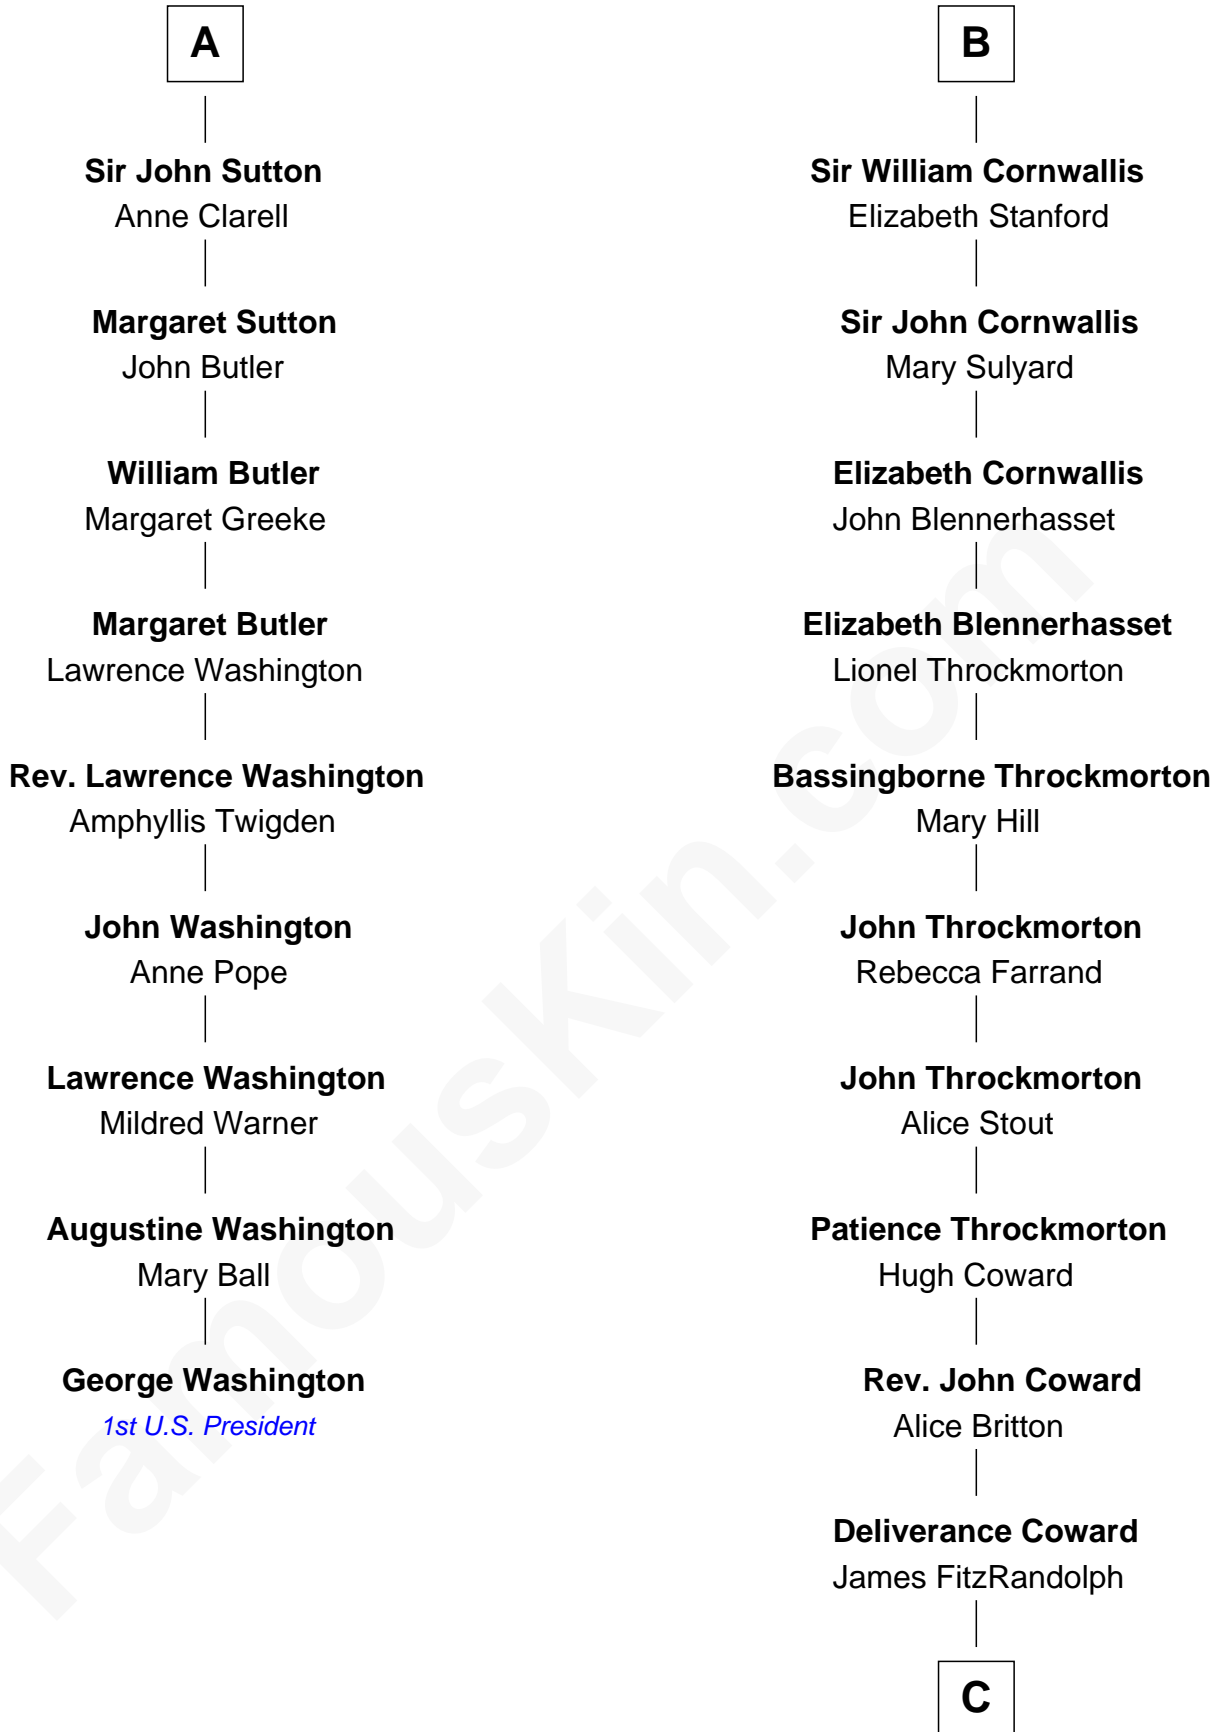 A
Sir John Sutton
Anne Clarell
Margaret Sutton
John Butler
William Butler
Margaret Greeke
Margaret Butler
Lawrence Washington
Rev. Lawrence Washington
Amphyllis Twigden
John Washington
Anne Pope
Lawrence Washington
Mildred Warner
Augustine Washington
Mary Ball
George Washington
1st U.S. President
B
Sir William Cornwallis
Elizabeth Stanford
Sir John Cornwallis
Mary Sulyard
Elizabeth Cornwallis
John Blennerhasset
Elizabeth Blennerhasset
Lionel Throckmorton
Bassingborne Throckmorton
Mary Hill
John Throckmorton
Rebecca Farrand
John Throckmorton
Alice Stout
Patience Throckmorton
Hugh Coward
Rev. John Coward
Alice Britton
Deliverance Coward
James FitzRandolph
C
FamousKin.com